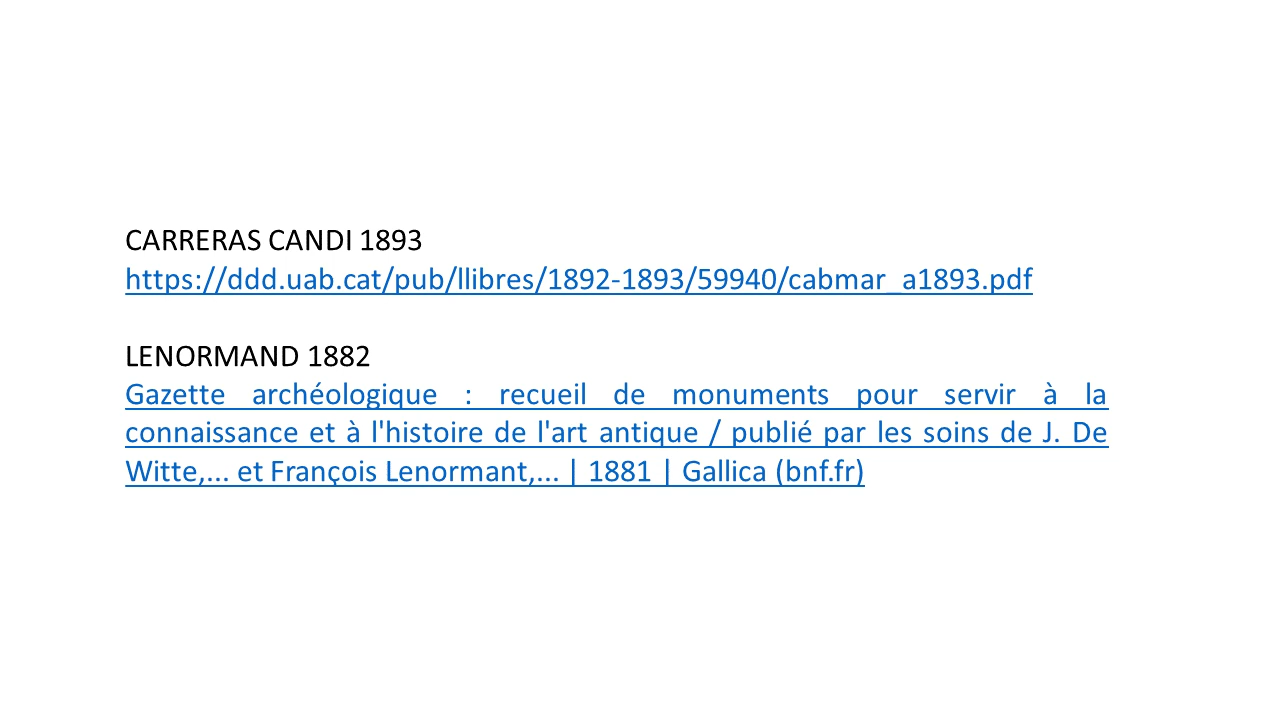 CARRERAS CANDI 1893
https://ddd.uab.cat/pub/llibres/1892-1893/59940/cabmar_a1893.pdf
LENORMAND 1882
Gazette archéologique : recueil de monuments pour servir à la
connaissance et à l'histoire de l'art antique / publié par les soins de J. De
Witte,... et François Lenormant,... | 1881 | Gallica (bnf.fr)